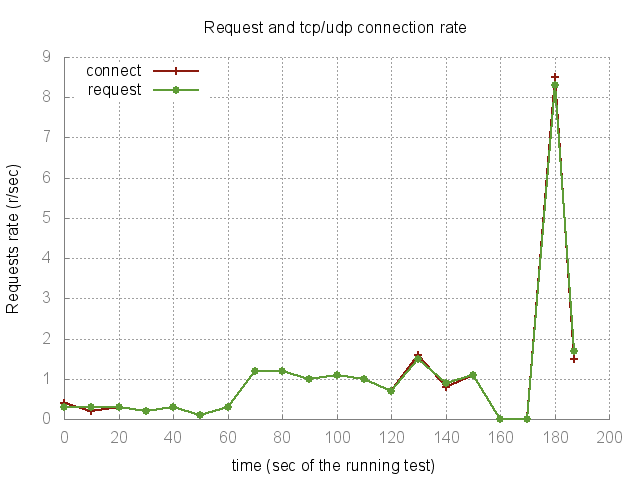 Request and tcp/udp connection rate
9
8
7
6
5
4
3
2
1
0
connect
request
Requests rate (r/sec)
0 20 40 60 80 100 120 140 160 180 200
time (sec of the running test)